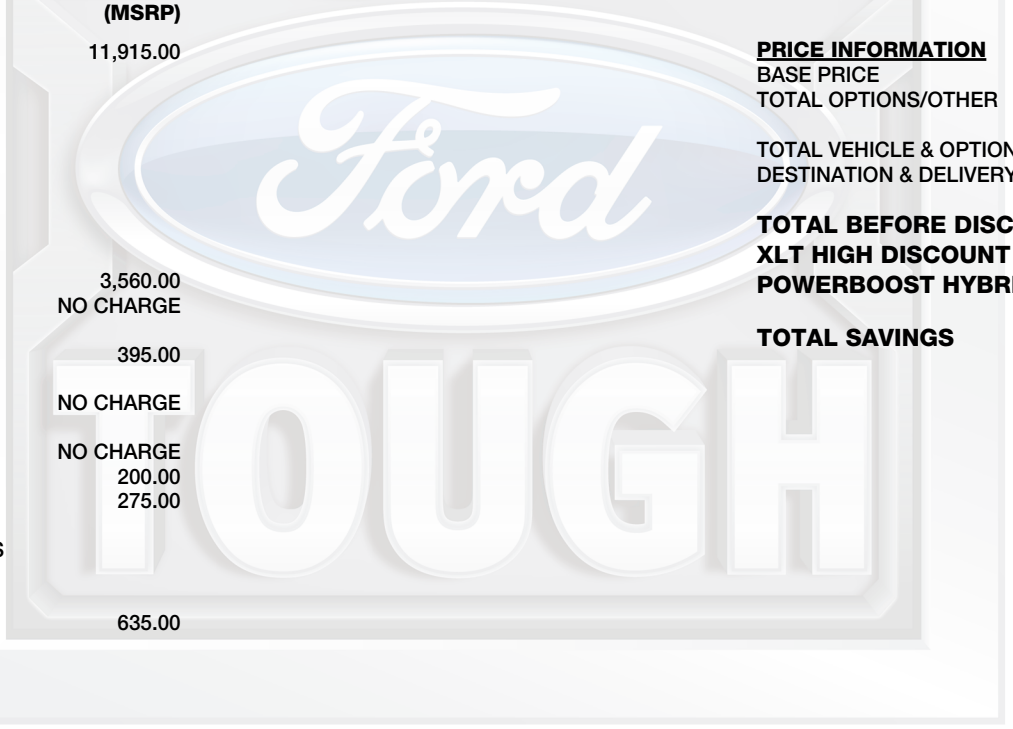 (MSRP)
11,915.00
3,560.00
NO CHARGE
395.00
NO CHARGE
NO CHARGE
200.00
275.00
S
635.00
PRICE INFORMATION
BASE PRICE
TOTAL OPTIONS/OTHER
TOTAL VEHICLE & OPTION
DESTINATION & DELIVERY
TOTAL BEFORE DISC
XLT HIGH DISCOUNT
POWERBOOST HYBRI
TOTAL SAVINGS
Ford
TOUGH